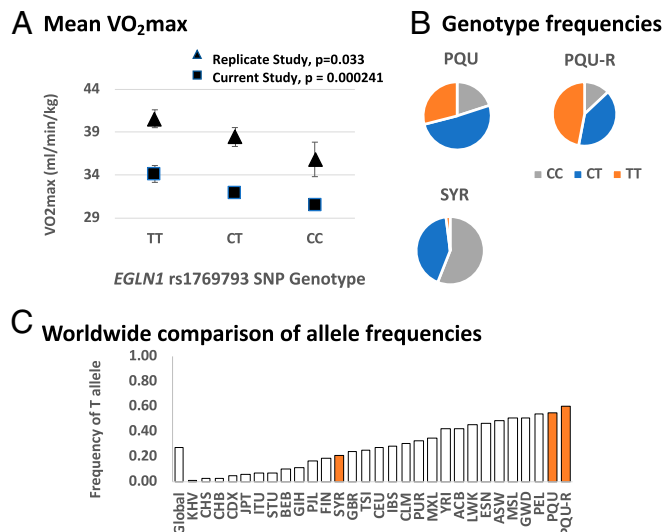 A Mean VO₂max
Replicate Study, p=0.033
Current Study, p = 0.000241
VO2max (ml/min/kg)
44
39
34
29
TT CT CC
EGLN1 rs1769793 SNP Genotype
B Genotype frequencies
PQU PQU-R
CC CT TT
SYR
C Worldwide comparison of allele frequencies
Frequency of T allele
1.00
0.80
0.60
0.40
0.20
0.00
Global KHV CHS CHB CDX JPT ITU STU BEB GIH PJL FIN SYR GBR TSI CEU IBS CLM PUR MXL YRI ACB LWK ESN ASW MSL GWD PEL PQU PQU-R